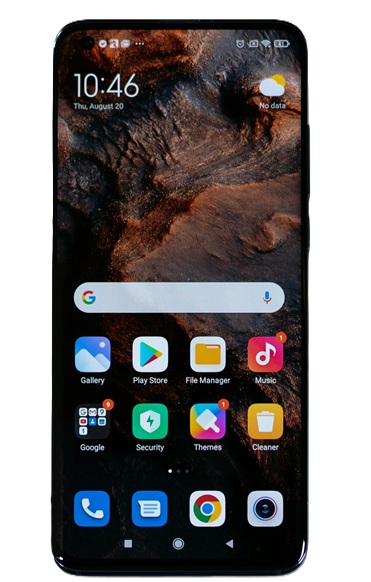 10:46
Thu, August 20
No data
G
1
Gallery
Play Store
File Manager
Music
9
1
Google
Security
Themes
Cleaner